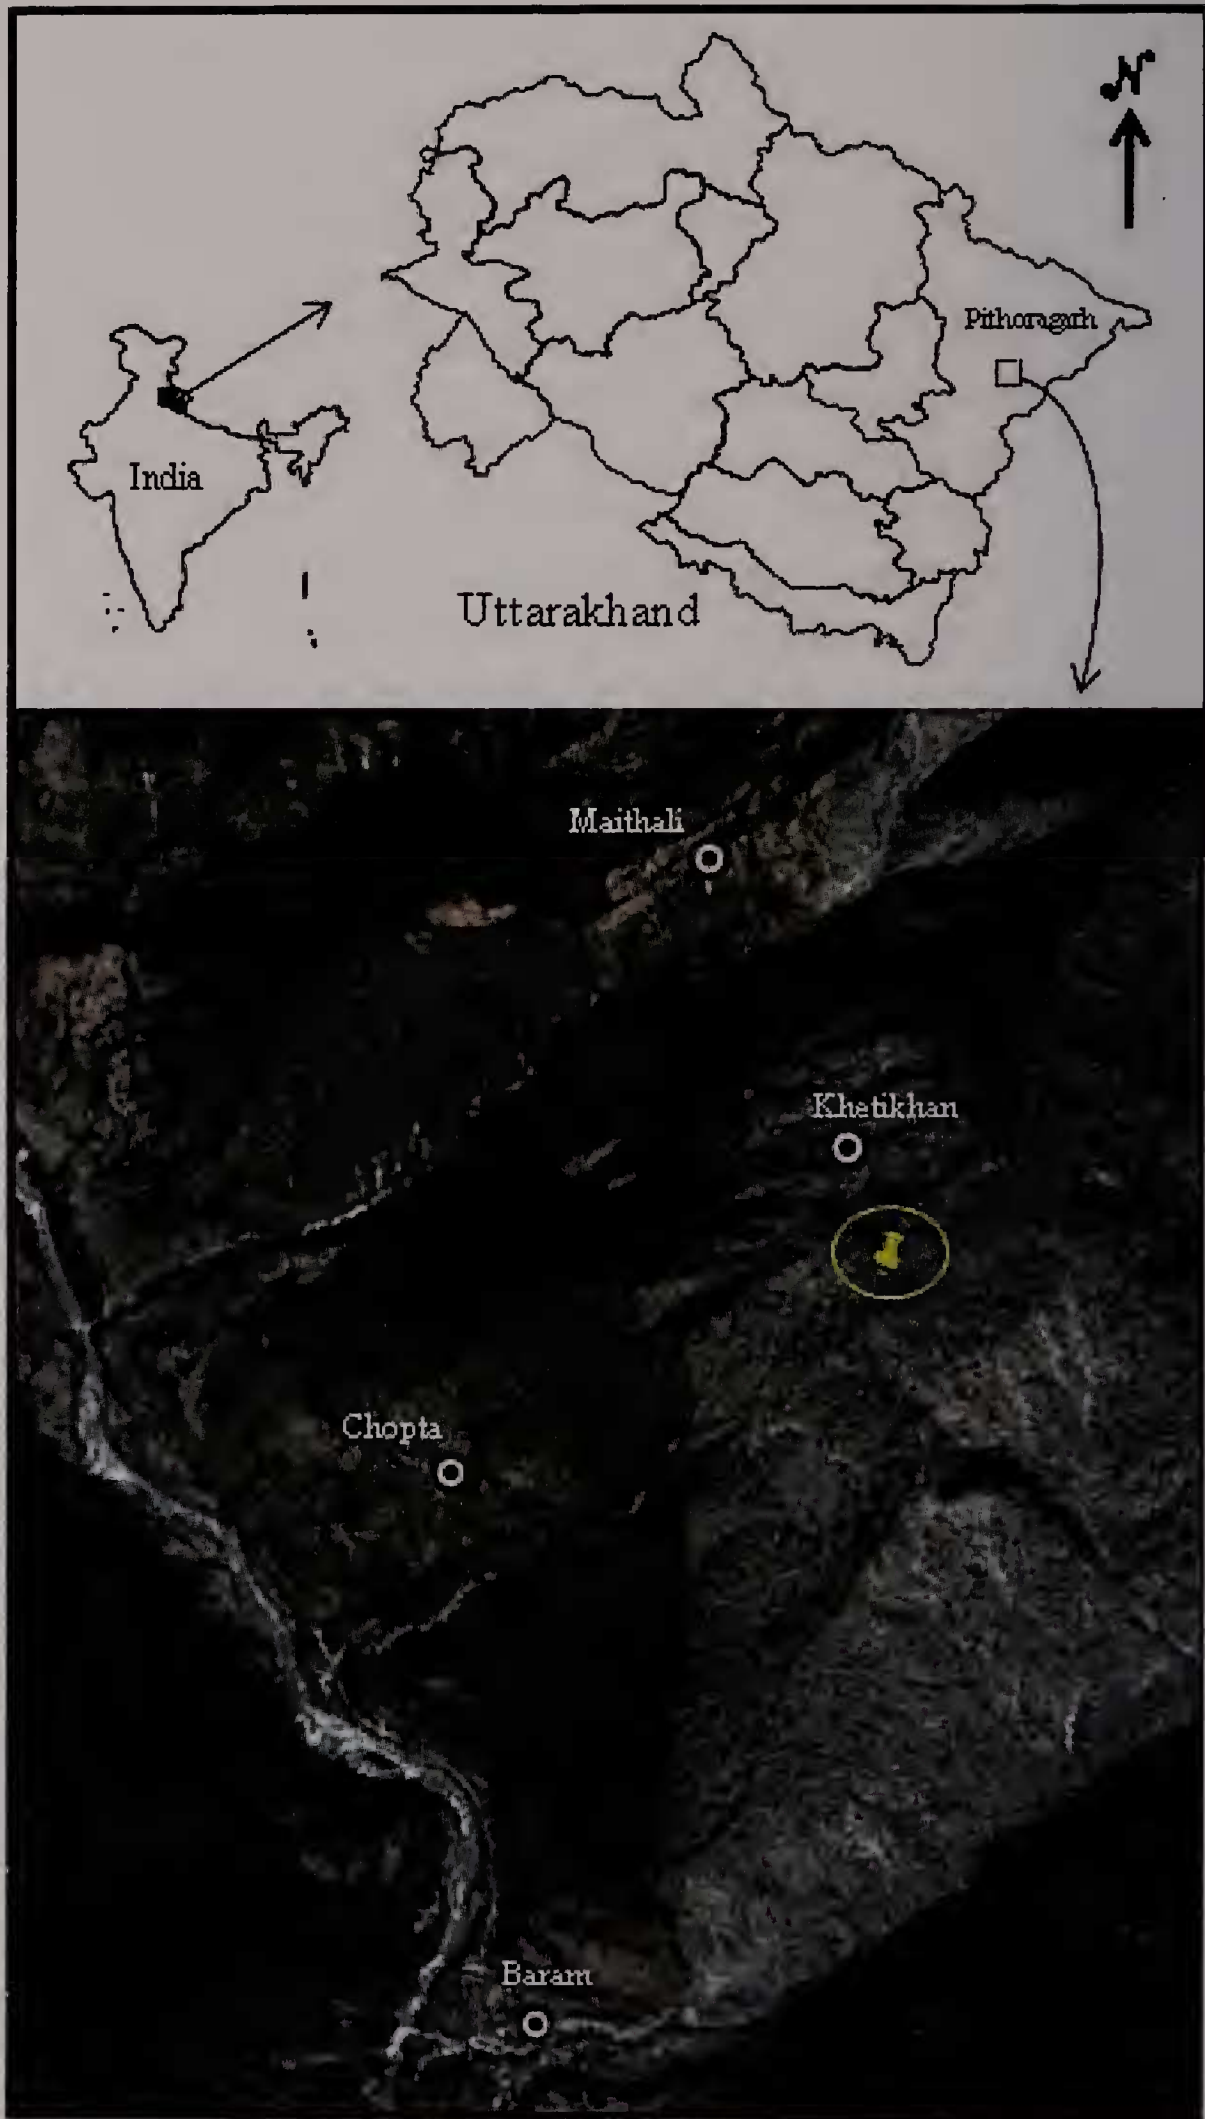 N
Pithoragarh
India
Uttarakhand
Maithali
Khetikhan
Chopta
Baram